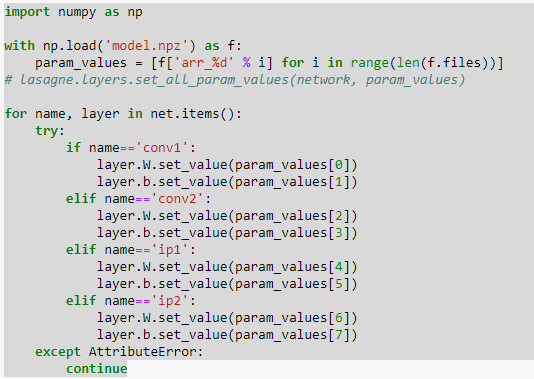 import numpy as np

with np.load('model.npz') as f:
    param_values = [f['arr_%d' % i] for i in range(len(f.files))]
# lasagne.layers.set_all_param_values(network, param_values)

for name, layer in net.items():
    try:
        if name=='conv1':
            layer.W.set_value(param_values[0])
            layer.b.set_value(param_values[1])
        elif name=='conv2':
            layer.W.set_value(param_values[2])
            layer.b.set_value(param_values[3])
        elif name=='ip1':
            layer.W.set_value(param_values[4])
            layer.b.set_value(param_values[5])
        elif name=='ip2':
            layer.W.set_value(param_values[6])
            layer.b.set_value(param_values[7])
    except AttributeError:
        continue